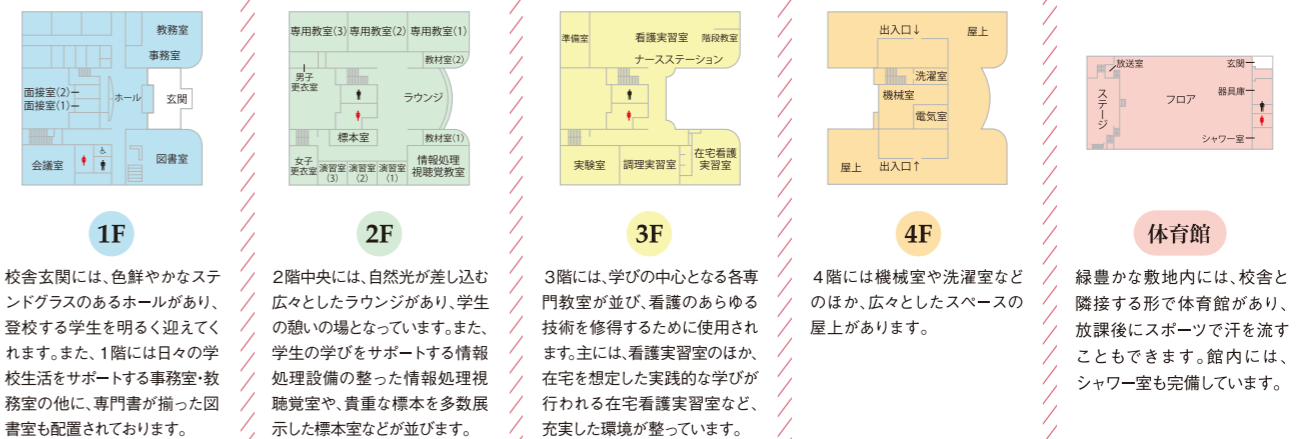 教務室
事務室
面接室(2)
面接室(1)
ホール
玄関
会議室
図書室
1F
校舎玄関には、色鮮やかなステ
ンドグラスのあるホールがあり、
登校する学生を明るく迎えてく
れます。また、1階には日々の学
校生活をサポートする事務室・教
務室の他に、専門書が揃った図
書室も配置されております。
専用教室(3) 専用教室(2) 専用教室(1)
教材室(2)
男子
更衣室
ラウンジ
標本室
教材室(1)
女子
更衣室
演習室
(3)
演習室
(2)
演習室
(1)
情報処理
視聴覚教室
2F
2階中央には、自然光が差し込む
広々としたラウンジがあり、学生
の憩いの場となっています。また、
学生の学びをサポートする情報
処理設備の整った情報処理視
聴覚室や、貴重な標本を多数展
示した標本室などが並びます。
準備室
看護実習室
階段教室
ナースステーション
実験室
調理実習室
在宅看護
実習室
3F
3階には、学びの中心となる各専
門教室が並び、看護のあらゆる
技術を修得するために使用され
ます。主には、看護実習室のほか、
在宅を想定した実践的な学びが
行われる在宅看護実習室など、
充実した環境が整っています。
出入口↓
屋上
洗濯室
機械室
電気室
屋上
出入口↑
4F
4階には機械室や洗濯室など
のほか、広々としたスペースの
屋上があります。
放送室
玄関
ステージ
フロア
器具庫
シャワー室
体育館
緑豊かな敷地内には、校舎と
隣接する形で体育館があり、
放課後にスポーツで汗を流す
こともできます。館内には、
シャワー室も完備しています。